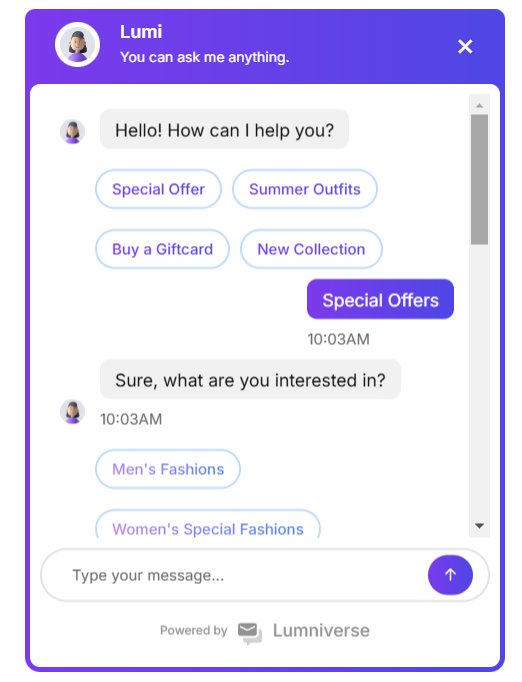 Lumi
You can ask me anything.
Hello! How can I help you?
Special Offer
Summer Outfits
Buy a Giftcard
New Collection
Special Offers
10:03AM
Sure, what are you interested in?
10:03AM
Men's Fashions
Women's Special Fashions
Type your message...
Powered by Lumniverse